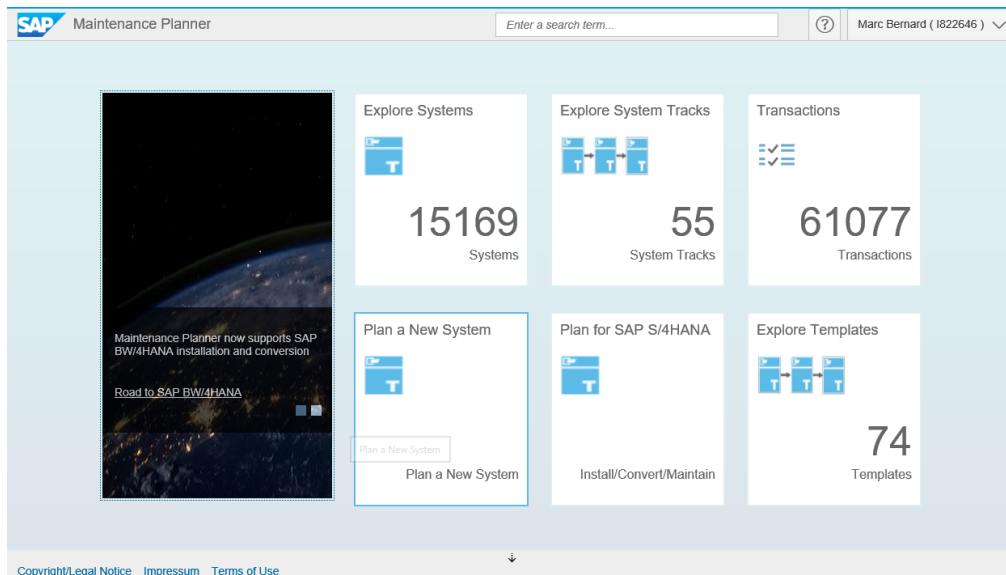 SAP
Maintenance Planner
Enter a search term...
?
Marc Bernard ( I822646 )
Maintenance Planner now supports SAP
BW/4HANA installation and conversion
Road to SAP BW/4HANA
Explore Systems
T
15169
Systems
Explore System Tracks
T T T
55
System Tracks
Transactions
61077
Transactions
Plan a New System
T
Plan a New System
Plan a New System
Plan for SAP S/4HANA
T
Install/Convert/Maintain
Explore Templates
T T T
74
Templates
Copyright/Legal Notice Impressum Terms of Use